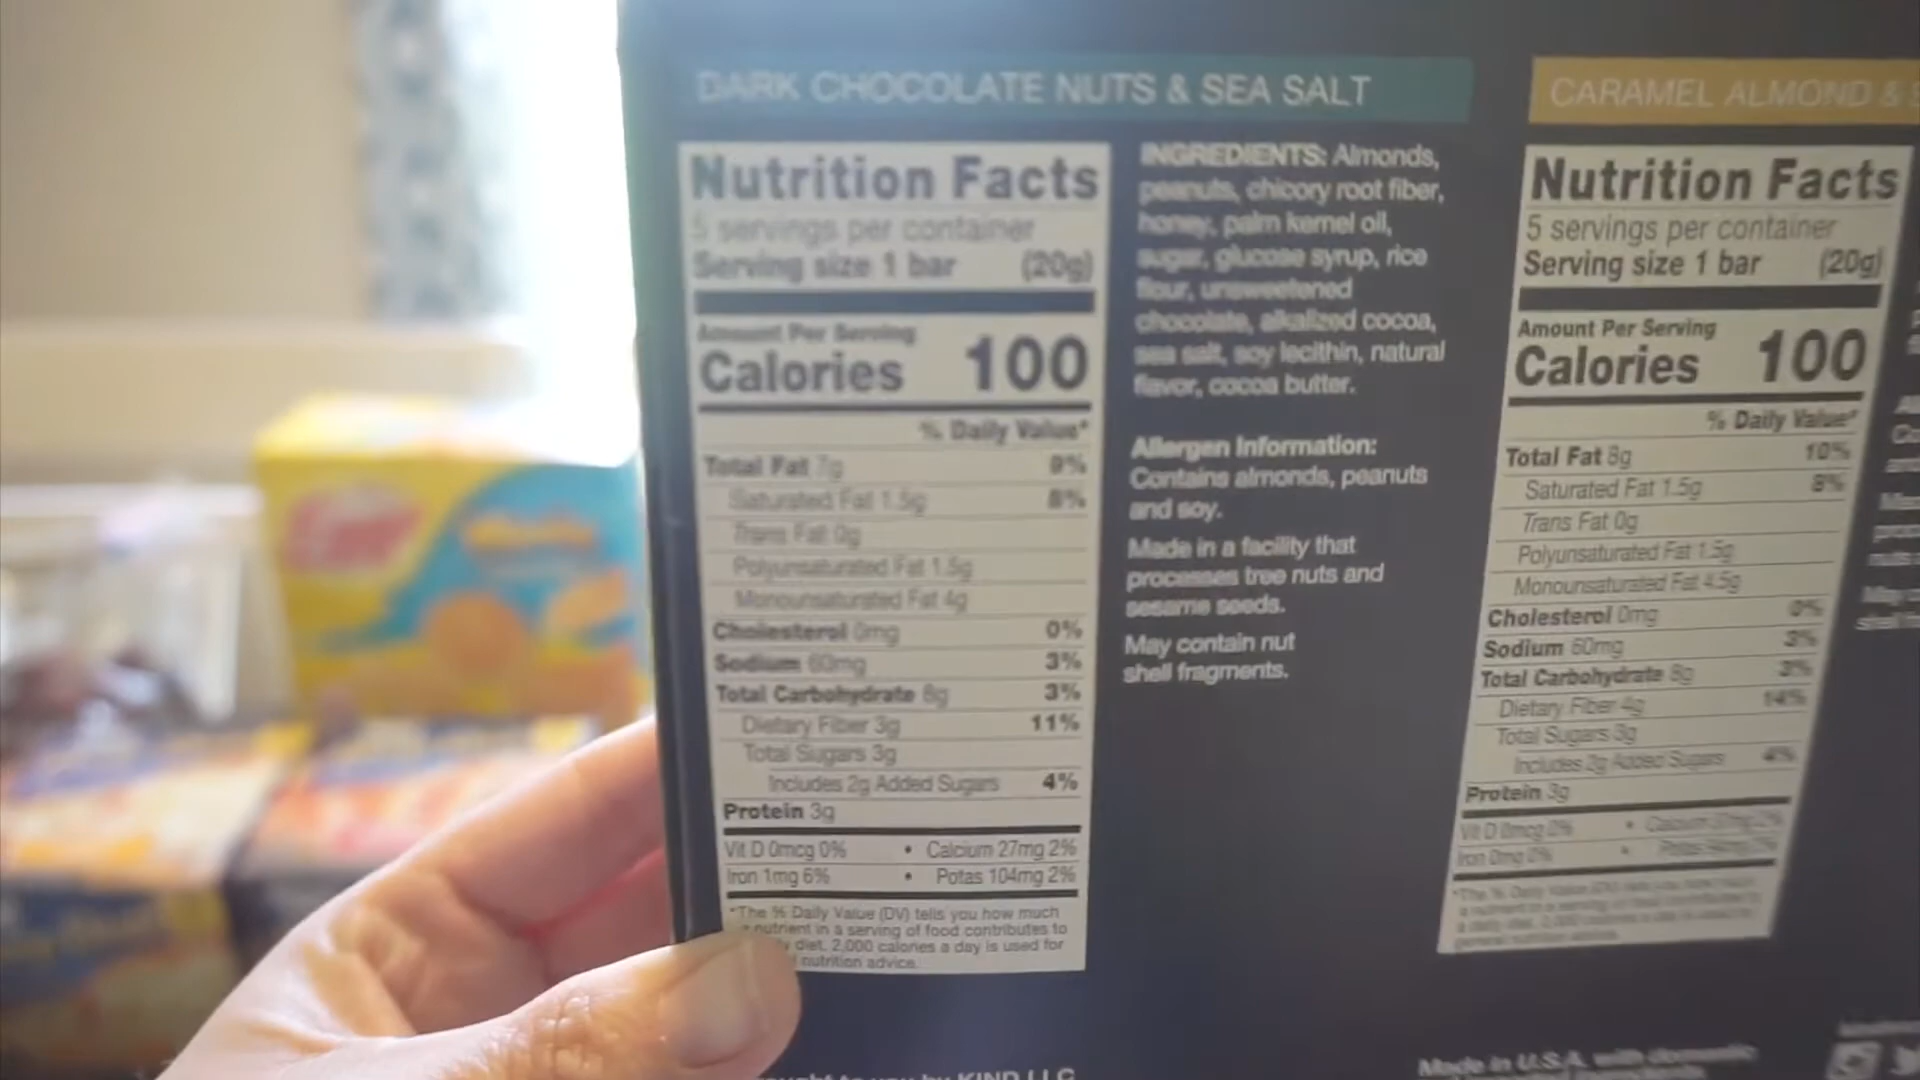 DARK CHOCOLATE NUTS & SEA SALT
Nutrition Facts
5 servings per container
Serving size 1 bar (20g)
Amount Per Serving
Calories 100
% Daily Value*
Total Fat 7g 9%
Saturated Fat 1.5g 8%
Trans Fat 0g
Polyunsaturated Fat 1.5g
Monounsaturated Fat 4g
Cholesterol 0mg 0%
Sodium 60mg 3%
Total Carbohydrate 8g 3%
Dietary Fiber 3g 11%
Total Sugars 3g
Includes 2g Added Sugars 4%
Protein 3g
Vit D 0mcg 0% • Calcium 27mg 2%
Iron 1mg 6% • Potas 104mg 2%
*The % Daily Value (DV) tells you how much
a nutrient in a serving of food contributes to
diet. 2,000 calories a day is used for
nutrition advice.
INGREDIENTS: Almonds,
peanuts, chicory root fiber,
honey, palm kernel oil,
sugar, glucose syrup, rice
flour, unsweetened
chocolate, alkalized cocoa,
sea salt, soy lecithin, natural
flavor, cocoa butter.
Allergen Information:
Contains almonds, peanuts
and soy.
Made in a facility that
processes tree nuts and
sesame seeds.
May contain nut
shell fragments.
to you by KIND LLC
CARAMEL ALMOND &
Nutrition Facts
5 servings per container
Serving size 1 bar (20g)
Amount Per Serving
Calories 100
% Daily Value*
Total Fat 8g 10%
Saturated Fat 1.5g 8%
Trans Fat 0g
Polyunsaturated Fat 1.5g
Monounsaturated Fat 4.5g
Cholesterol 0mg 0%
Sodium 60mg 3%
Total Carbohydrate 8g 3%
Dietary Fiber 4g 14%
Total Sugars 3g
Includes 2g Added Sugars 4%
Protein 3g
Vit D 0mcg 0% • Calcium 2%
Iron 0mg 0% • Potas 2%
Made in U.S.A. with domestic